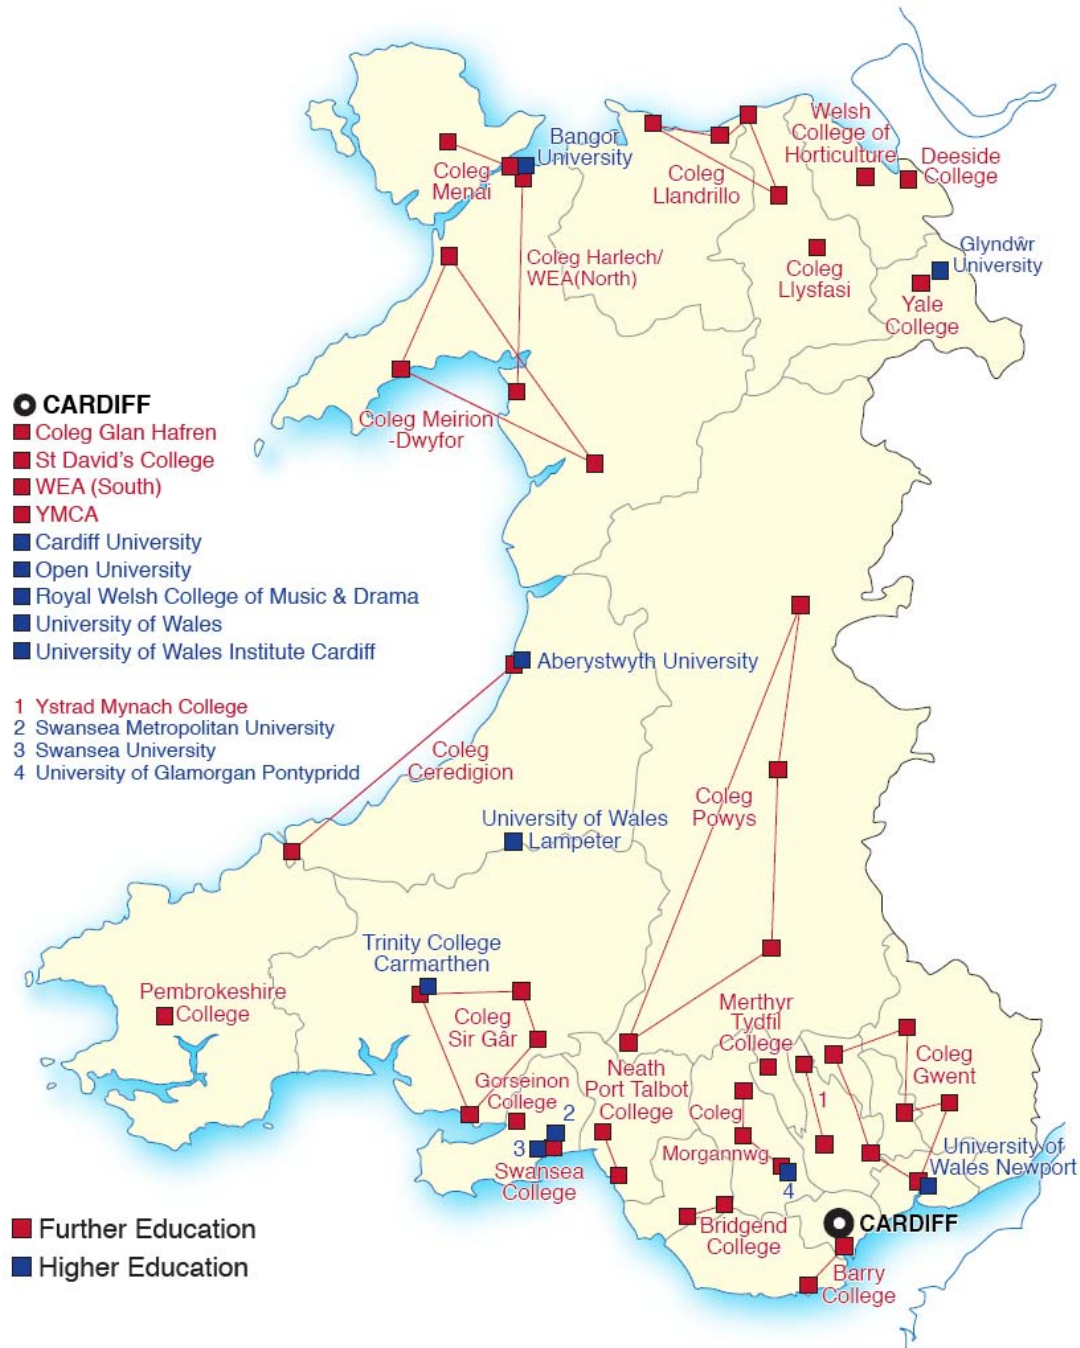 Bangor
University
Coleg
Menai
Coleg
Llandrillo
Welsh
College of
Horticulture
Deeside
College
Coleg Harlech/
WEA(North)
Coleg
Llysfasi
Glyndŵr
University
Yale
College
Coleg Meirion
-Dwyfor
CARDIFF
Coleg Glan Hafren
St David's College
WEA (South)
YMCA
Cardiff University
Open University
Royal Welsh College of Music & Drama
University of Wales
University of Wales Institute Cardiff
1 Ystrad Mynach College
2 Swansea Metropolitan University
3 Swansea University
4 University of Glamorgan Pontypridd
Aberystwyth University
Coleg
Ceredigion
Coleg
Powys
University of Wales
Lampeter
Trinity College
Carmarthen
Pembrokeshire
College
Coleg
Sir Gâr
Merthyr
Tydfil
College
Coleg
Gwent
Gorseinon
College
Neath
Port Talbot
College
Coleg
Morgannwg
1
2
3
4
Swansea
College
University of
Wales Newport
Bridgend
College
CARDIFF
Barry
College
Further Education
Higher Education